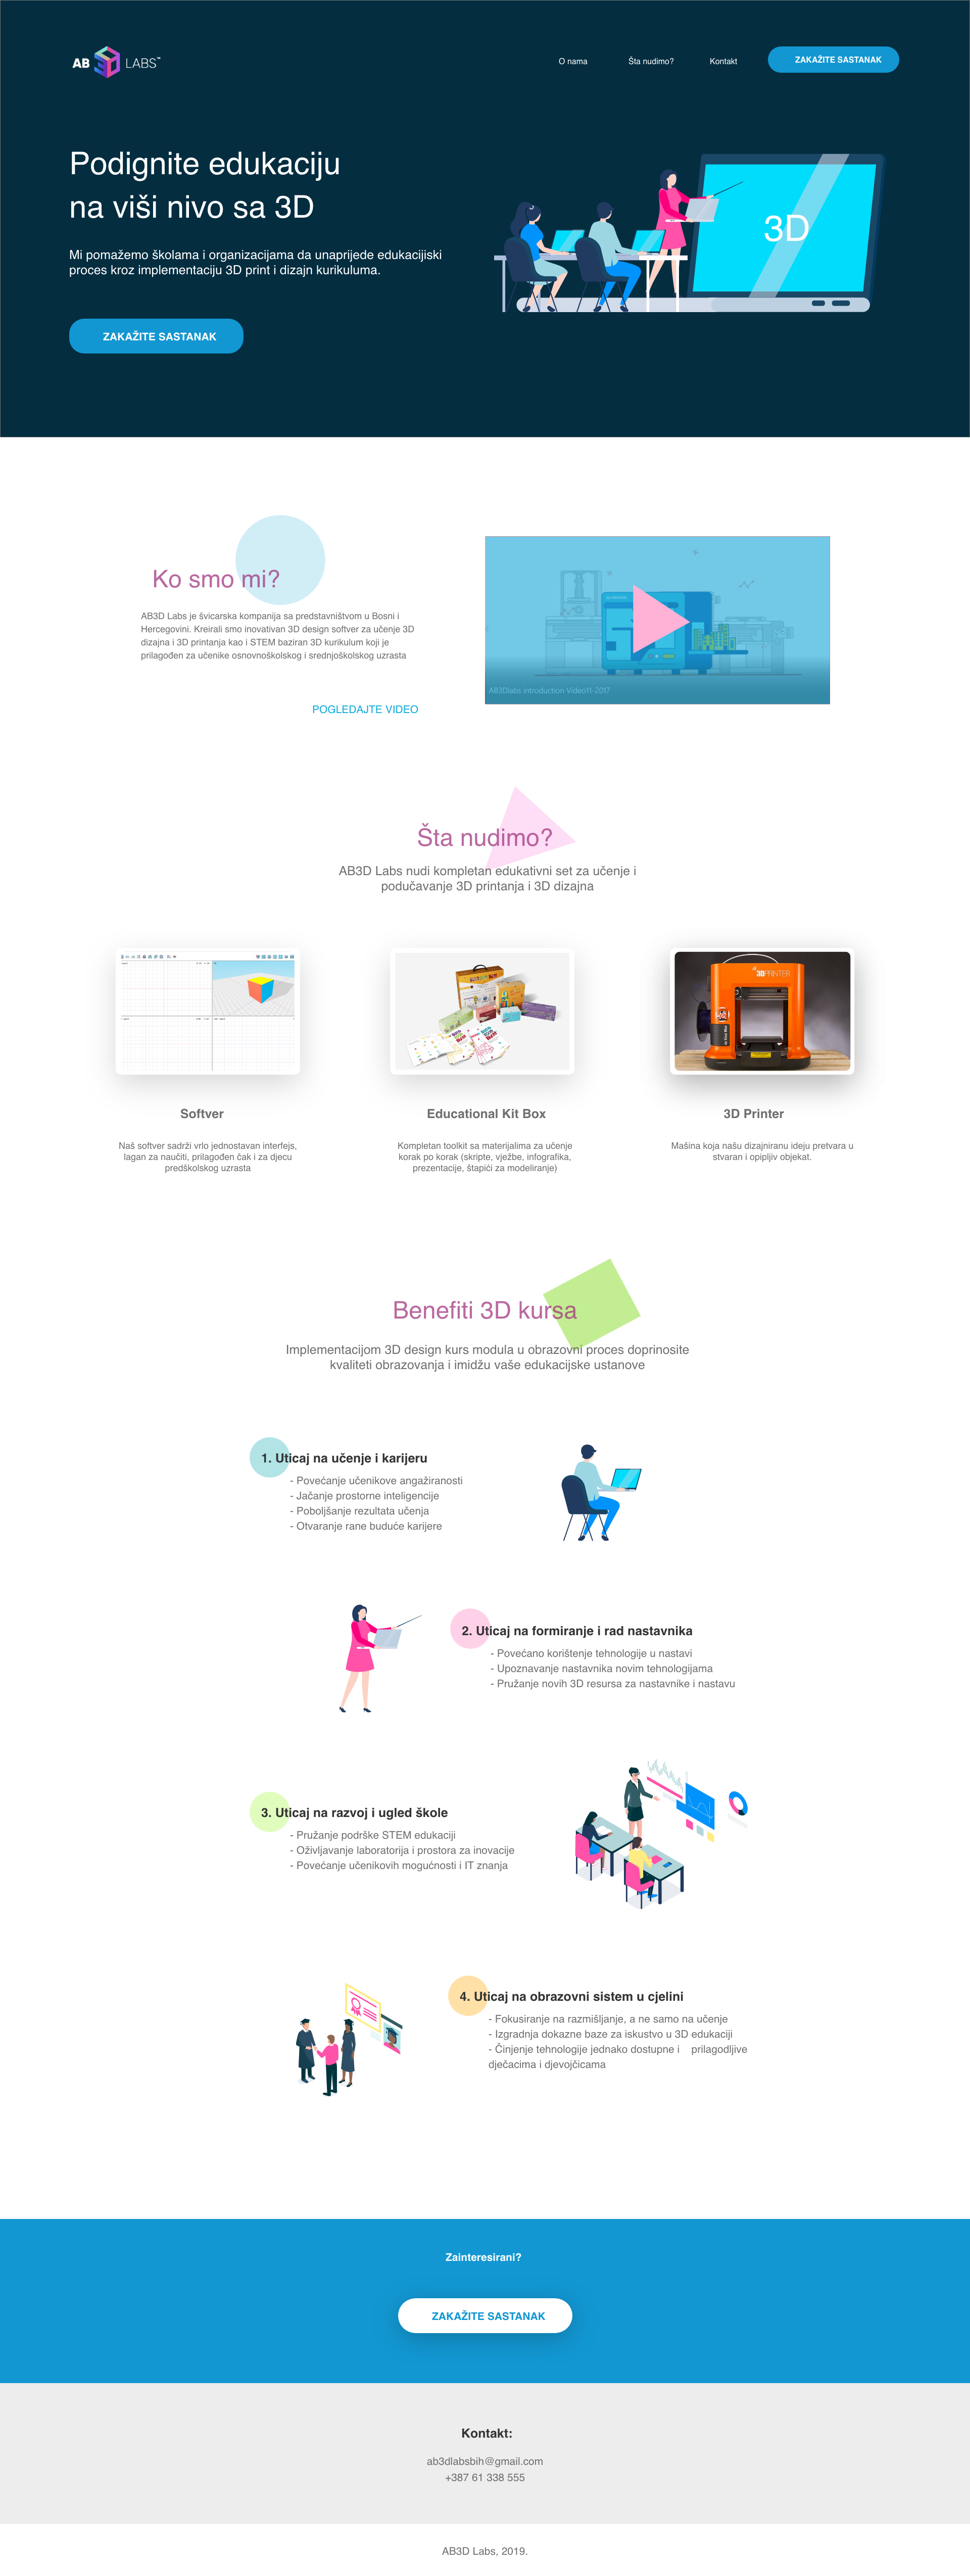 AB LABS™
O nama
Šta nudimo?
Kontakt
ZAKAŽITE SASTANAK
Podignite edukaciju
na viši nivo sa 3D
Mi pomažemo školama i organizacijama da unaprijede edukacijiski
proces kroz implementaciju 3D print i dizajn kurikuluma.
ZAKAŽITE SASTANAK
3D
Ko smo mi?
AB3D Labs je švicarska kompanija sa predstavništvom u Bosni i
Hercegovini. Kreirali smo inovativan 3D design softver za učenje 3D
dizajna i 3D printanja kao i STEM baziran 3D kurikulum koji je
prilagođen za učenike osnovnoškolskog i srednjoškolskog uzrasta
POGLEDAJTE VIDEO
AB3Dlabs introduction Video11-2017
Šta nudimo?
AB3D Labs nudi kompletan edukativni set za učenje i
podučavanje 3D printanja i 3D dizajna
3DPRINTER
Softver
Naš softver sadrži vrlo jednostavan interfejs,
lagan za naučiti, prilagođen čak i za djecu
predškolskog uzrasta
Educational Kit Box
Kompletan toolkit sa materijalima za učenje
korak po korak (skripte, vježbe, infografika,
prezentacije, štapići za modeliranje)
3D Printer
Mašina koja našu dizajniranu ideju pretvara u
stvaran i opipljiv objekat.
Benefiti 3D kursa
Implementacijom 3D design kurs modula u obrazovni proces doprinosite
kvaliteti obrazovanja i imidžu vaše edukacijske ustanove
1. Uticaj na učenje i karijeru
- Povećanje učenikove angažiranosti
- Jačanje prostorne inteligencije
- Poboljšanje rezultata učenja
- Otvaranje rane buduće karijere
2. Uticaj na formiranje i rad nastavnika
- Povećano korištenje tehnologije u nastavi
- Upoznavanje nastavnika novim tehnologijama
- Pružanje novih 3D resursa za nastavnike i nastavu
3. Uticaj na razvoj i ugled škole
- Pružanje podrške STEM edukaciji
- Oživljavanje laboratorija i prostora za inovacije
- Povećanje učenikovih mogućnosti i IT znanja
4. Uticaj na obrazovni sistem u cjelini
- Fokusiranje na razmišljanje, a ne samo na učenje
- Izgradnja dokazne baze za iskustvo u 3D edukaciji
- Činjenje tehnologije jednako dostupne i prilagodljive
dječacima i djevojčicama
Zainteresirani?
ZAKAŽITE SASTANAK
Kontakt:
ab3dlabsbih@gmail.com
+387 61 338 555
AB3D Labs, 2019.